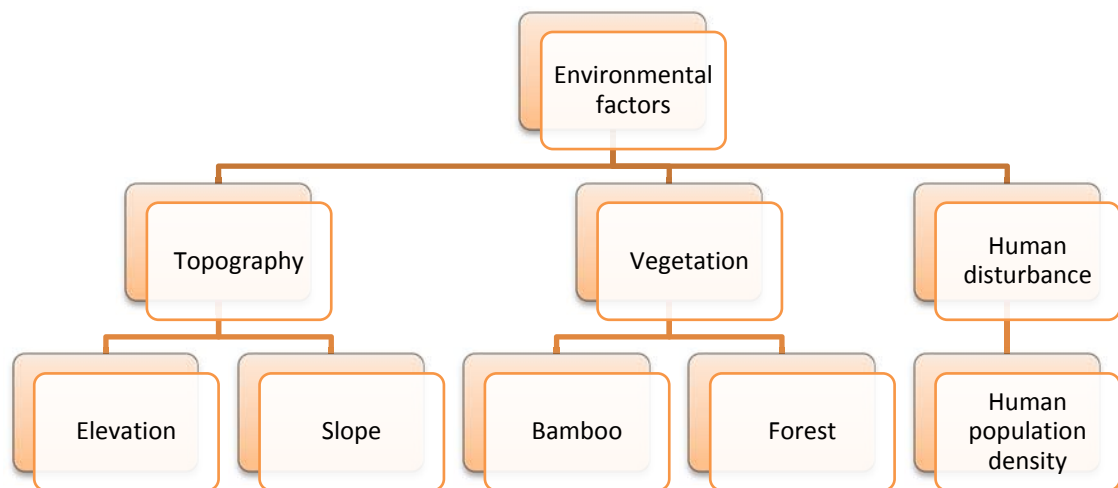 Environmental
factors
Topography
Vegetation
Human
disturbance
Elevation
Slope
Bamboo
Forest
Human
population
density